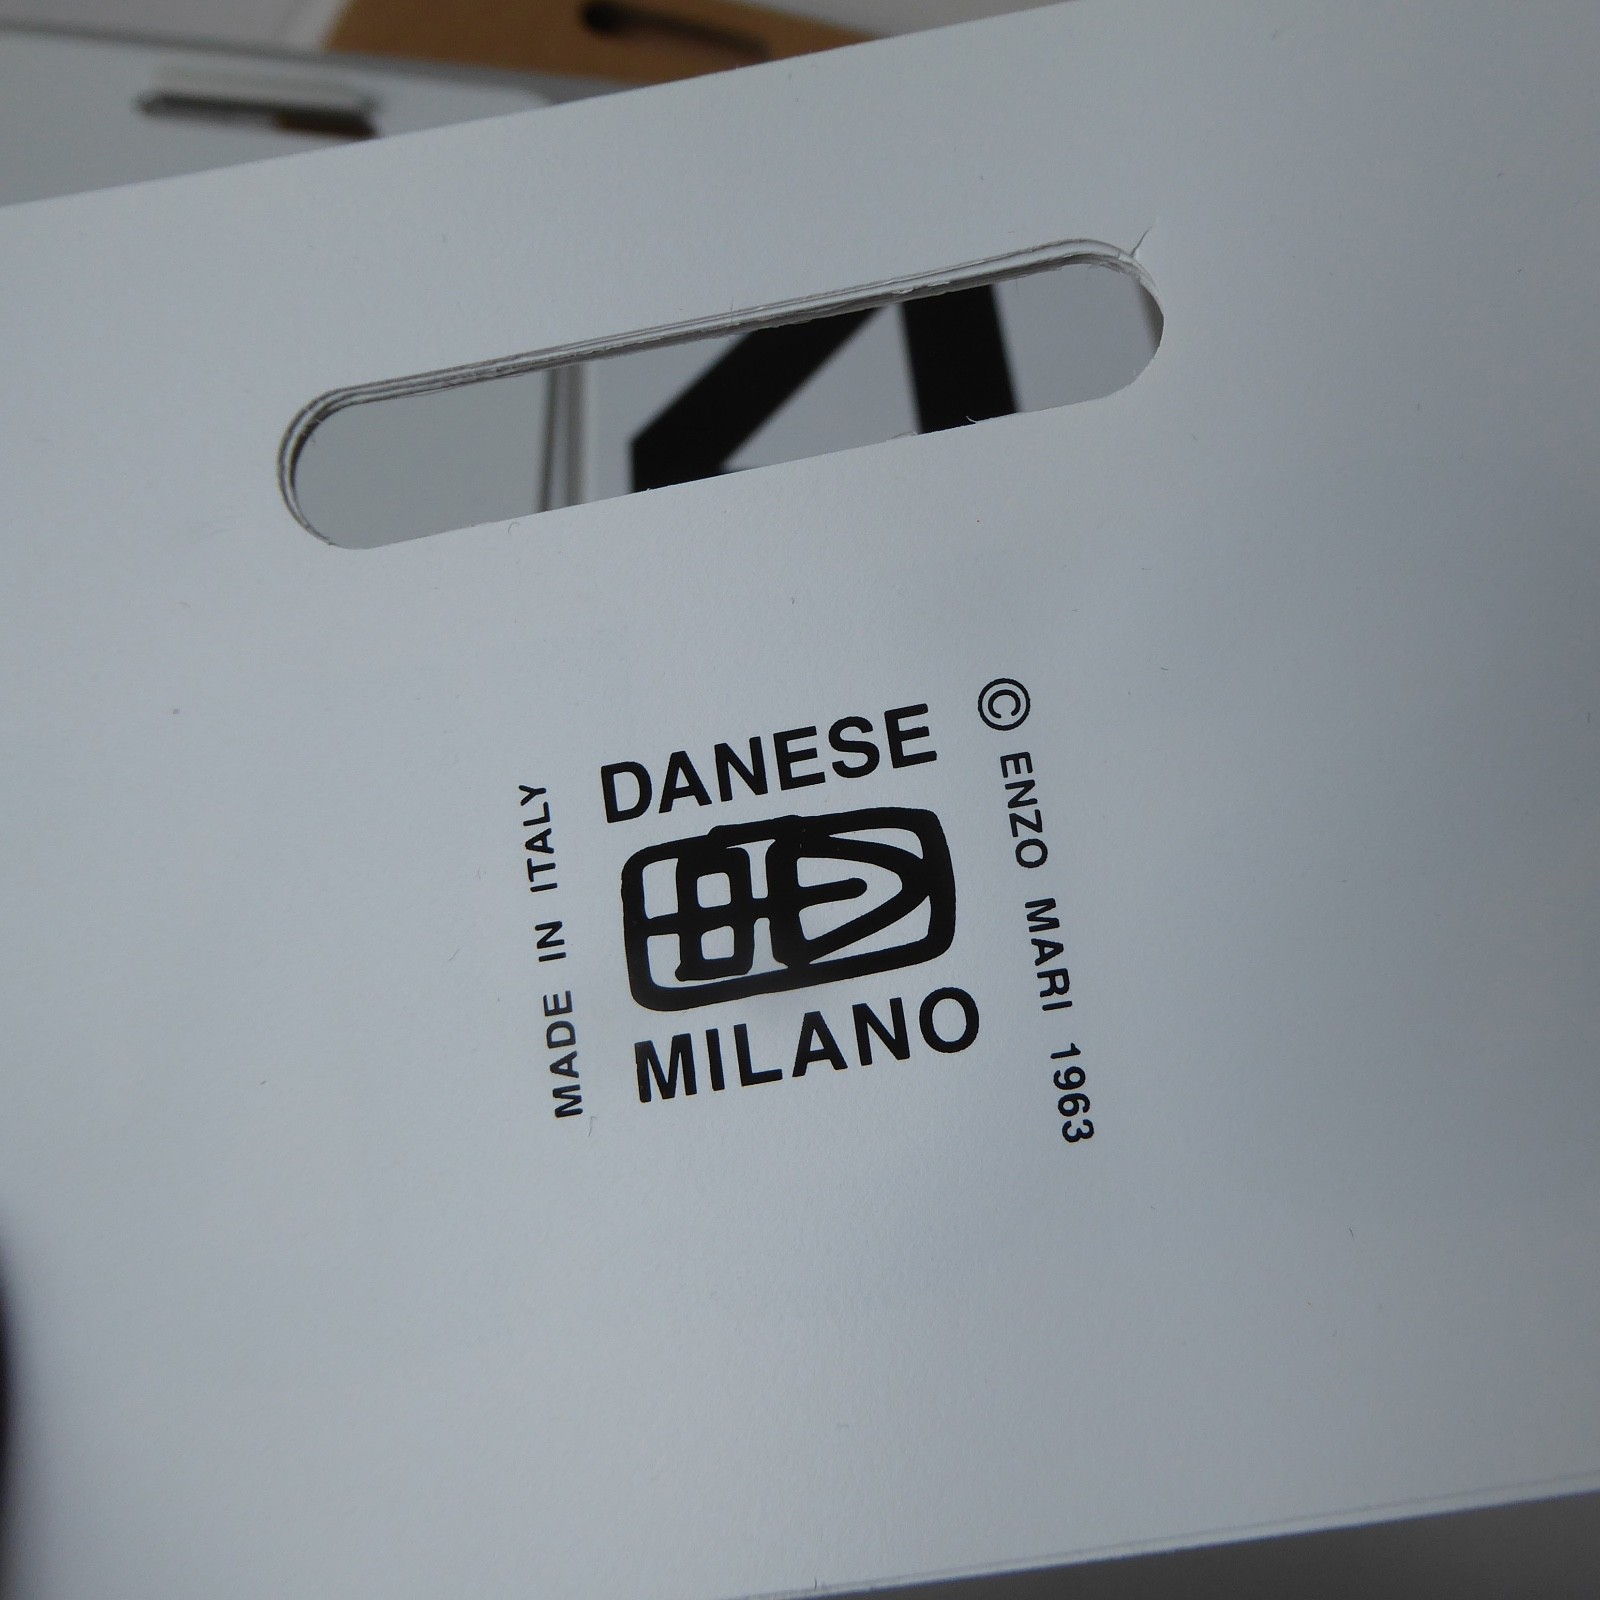 DANESE
MILANO
MADE IN ITALY
© ENZO MARI 1963